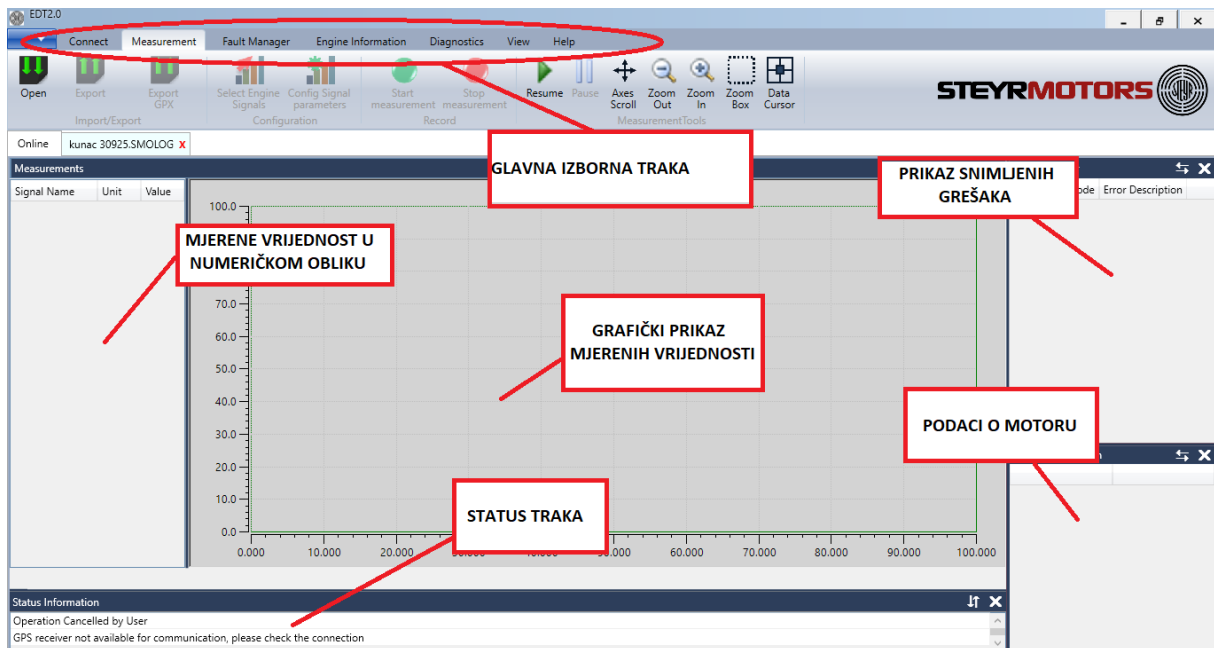 EDT2.0
Connect Measurement Fault Manager Engine Information Diagnostics View Help
Open Export Export GPX Select Engine Signals Config Signal parameters Start measurement Stop measurement Resume Pause Axes Scroll Zoom Out Zoom In Zoom Box Data Cursor
Import/Export Configuration Record MeasurementTools
STEYRMOTORS
Online kunac 30925.SMOLOG X
Measurements
Signal Name Unit Value
Error Description
GLAVNA IZBORNA TRAKA
PRIKAZ SNIMLJENIH
GREŠAKA
MJERENE VRIJEDNOST U
NUMERIČKOM OBLIKU
GRAFIČKI PRIKAZ
MJERENIH VRIJEDNOSTI
PODACI O MOTORU
STATUS TRAKA
100.0
70.0
60.0
50.0
40.0
30.0
20.0
10.0
0.0
0.000 10.000 20.000 60.000 70.000 80.000 90.000 100.000
Status Information
Operation Cancelled by User
GPS receiver not available for communication, please check the connection